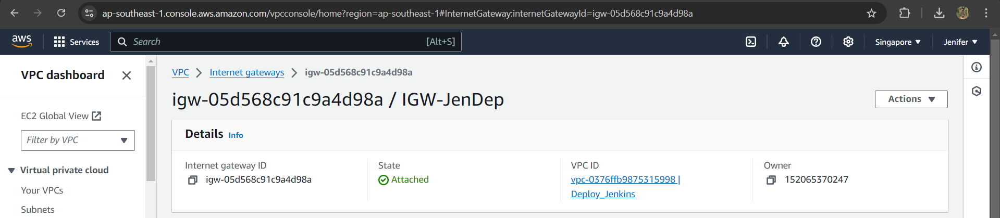 ap-southeast-1.console.aws.amazon.com/vpcconsole/home?region=ap-southeast-1#InternetGateway:internetGatewayId=igw-05d568c91c9a4d98a
aws Services Search [Alt+S] Singapore Jenifer
VPC dashboard
VPC Internet gateways igw-05d568c91c9a4d98a
igw-05d568c91c9a4d98a / IGW-JenDep
Actions
EC2 Global View
Filter by VPC
Details Info
Virtual private cloud
Your VPCs
Subnets
Internet gateway ID
igw-05d568c91c9a4d98a
State
Attached
VPC ID
vpc-0376ffb9875315998 |
Deploy_Jenkins
Owner
152065370247